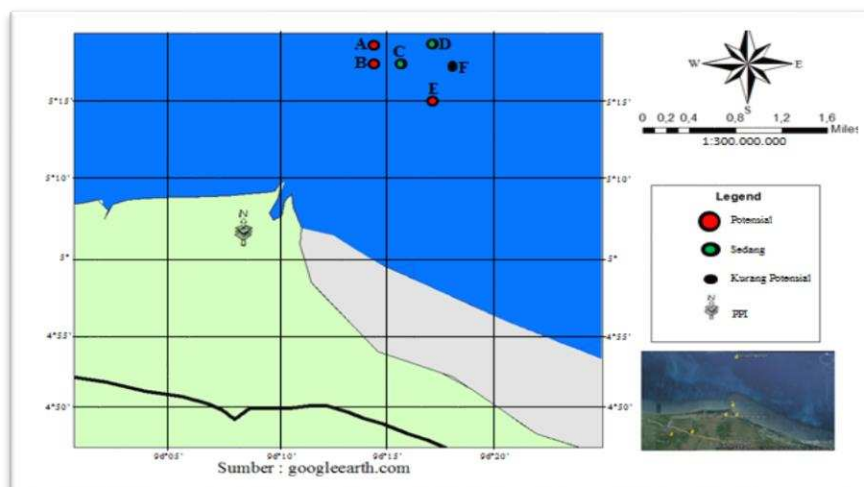 A
D
B
C
F
E
5°15'
5°15'
5°10'
5°10'
5°
5°
4°55'
4°55'
4°50'
4°50'
96°05'
96°10'
96°15'
96°20'
N
Sumber : googleearth.com
W
E
S
0 0,2 0,4 0,8 1,2 1,6
Miles
1:300.000.000
Legend
Potensial
Sedang
Kurang Potensial
N
PPI